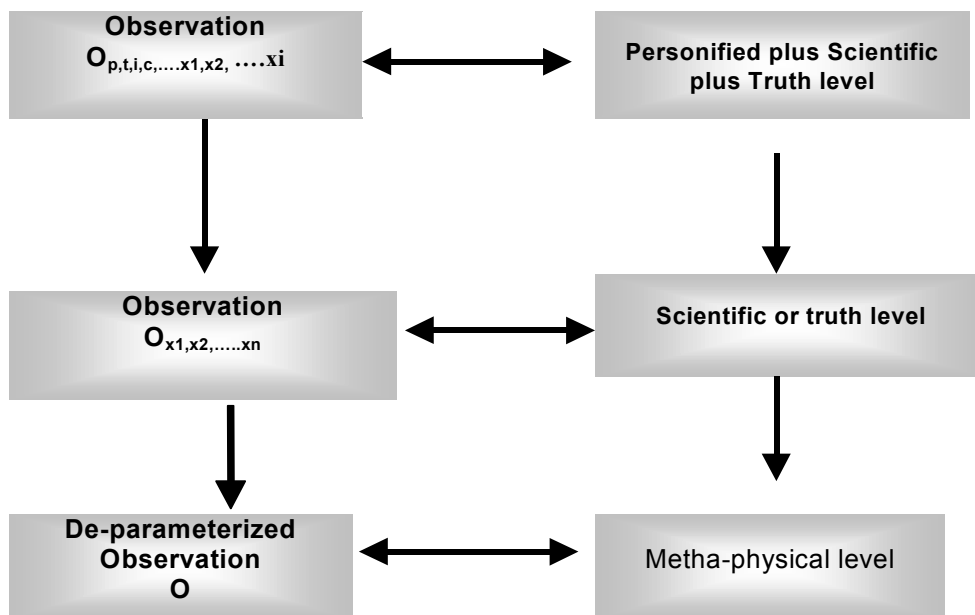 Observation
Op,t,i,c,....x1,x2, ....xi
Personified plus Scientific
plus Truth level
Observation
Ox1,x2,.....xn
Scientific or truth level
De-parameterized
Observation
O
Metha-physical level